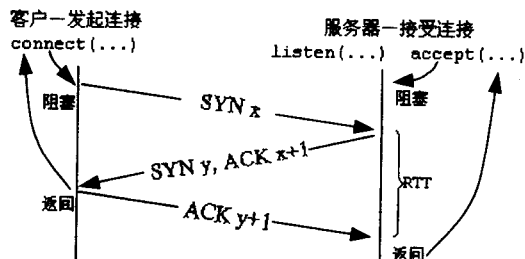 客户一发起连接
服务器一接受连接
connect(...)
listen(...) accept(...)
阻塞
阻塞
SYN x
SYN y, ACK x+1
RTT
返回
ACK y+1
返回